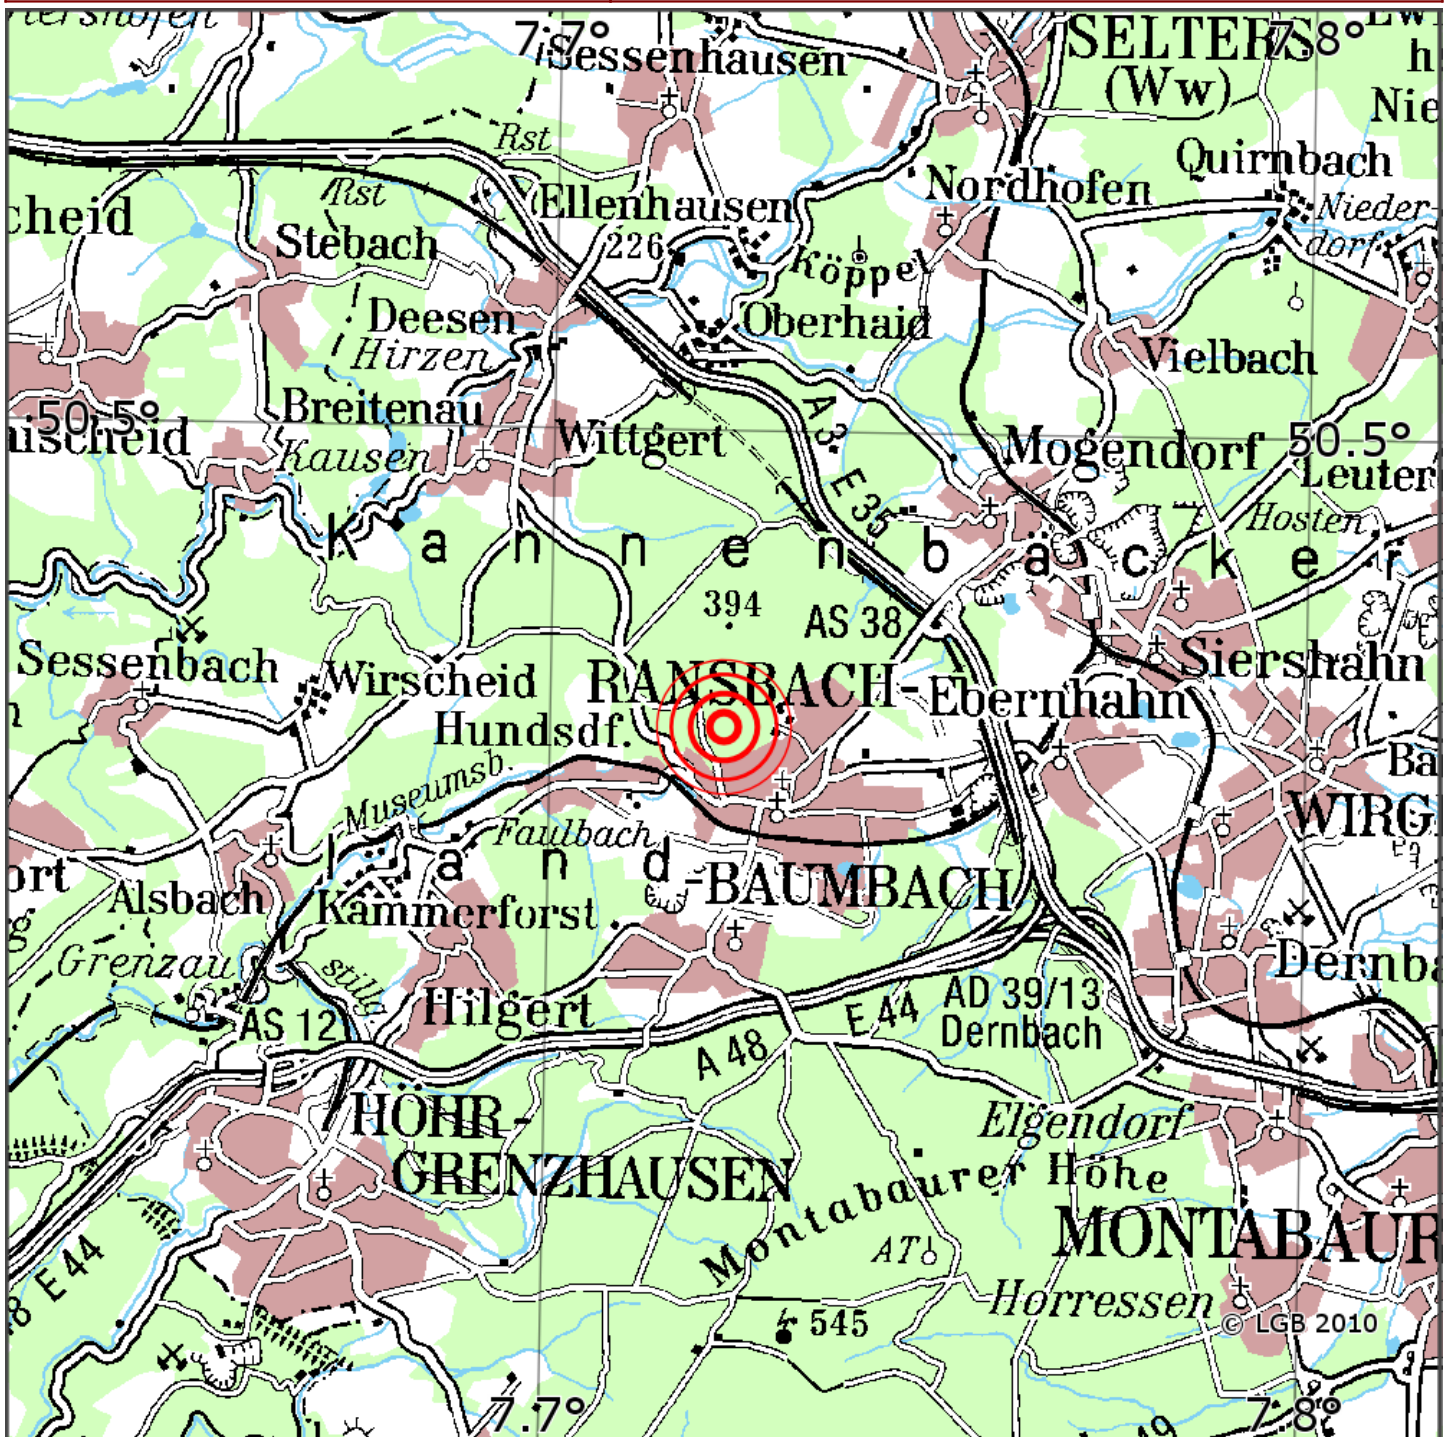 7.7°
7.8°
Sessenhausen
SELTERS
(Ww)
Nie
Rst
Rst
Quirnbach
Nordhofen
Ellenhausen
Nieder-
dorf
cheid
Stebach
226
Köppel
Deesen
Hirzen
Oberhaid
Vielbach
Breitenau
A 3
50.5°
50.5°
uischeid
Kausen
Wittgert
Mogendorf
Leuter
E 35
Hosten
K a n n e n b ä c k e r
394
AS 38
Sessenbach
Wirscheid
RANSBACH-
Siershahn
Ebernhahn
Hundsdf.
Museumsb.
Ba
WIRG
Faulbach
l a n d
ort
Alsbach
-BAUMBACH
Kammerforst
g
Grenzau
stillg
Dernba
Hilgert
AD 39/13
Dernbach
AS 12
E 44
A 48
HÖHR-
GRENZHAUSEN
Elgendorf
Montabaurer Höhe
MONTABAUR
AT
E 44
Horressen
545
© LGB 2010
7.7°
7.8°